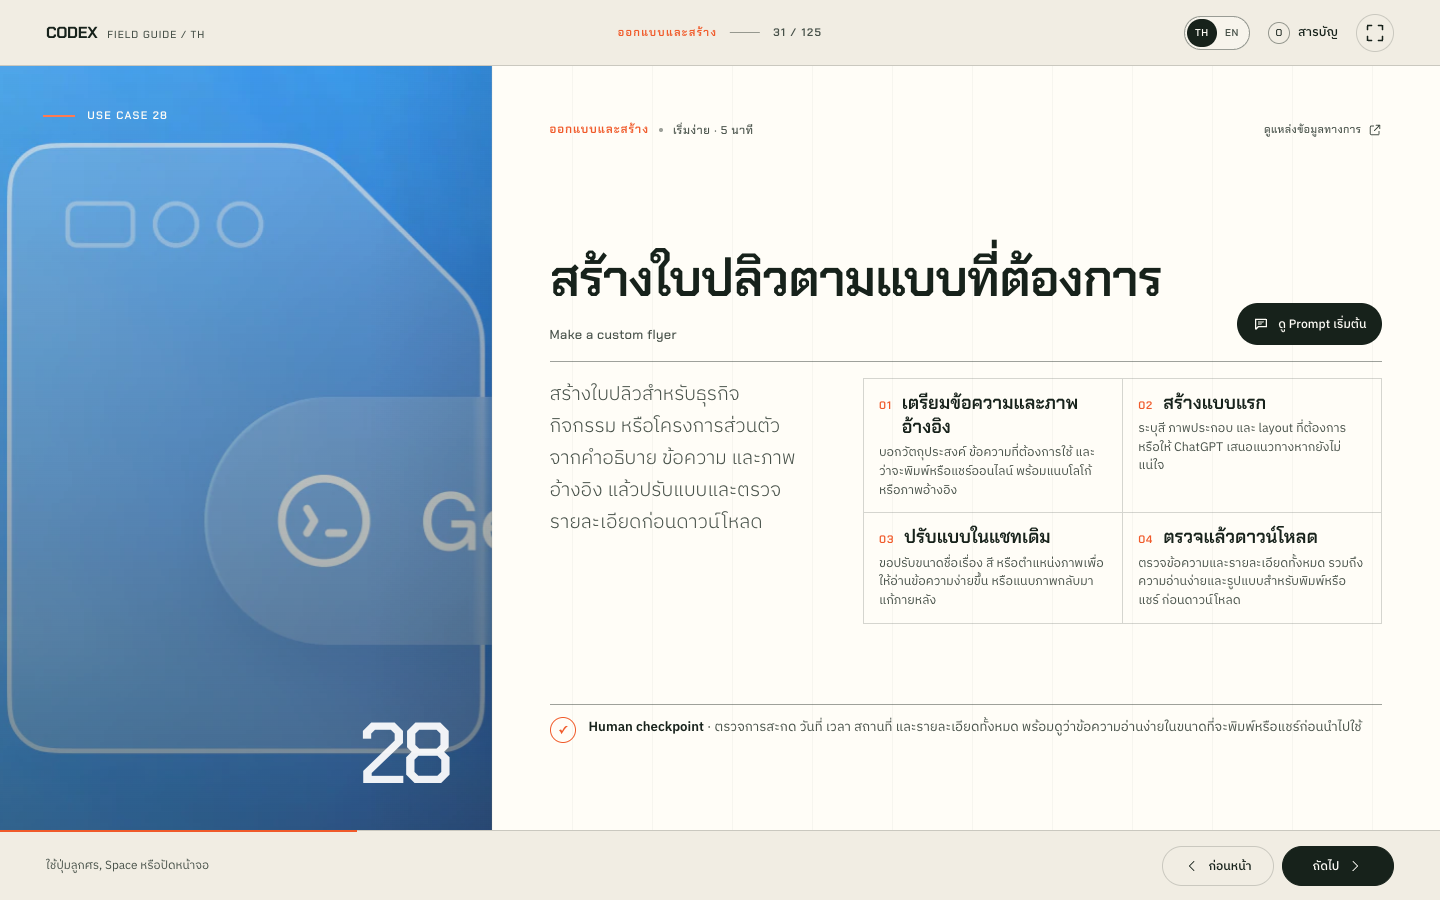 CODEX FIELD GUIDE / TH
ออกแบบและสร้าง 31 / 125
TH EN
O สารบัญ
USE CASE 28
Ge
28
ออกแบบและสร้าง • เริ่มง่าย · 5 นาที
ดูแหล่งข้อมูลทางการ
สร้างใบปลิวตามแบบที่ต้องการ
Make a custom flyer
ดู Prompt เริ่มต้น
สร้างใบปลิวสำหรับธุรกิจ
กิจกรรม หรือโครงการส่วนตัว
จากคำอธิบาย ข้อความ และภาพ
อ้างอิง แล้วปรับแบบและตรวจ
รายละเอียดก่อนดาวน์โหลด
01 เตรียมข้อความและภาพ
อ้างอิง
บอกวัตถุประสงค์ ข้อความที่ต้องการใช้ และ
ว่าจะพิมพ์หรือแชร์ออนไลน์ พร้อมแนบโลโก้
หรือภาพอ้างอิง
02 สร้างแบบแรก
ระบุสี ภาพประกอบ และ layout ที่ต้องการ
หรือให้ ChatGPT เสนอแนวทางหากยังไม่
แน่ใจ
03 ปรับแบบในแชทเดิม
ขอปรับขนาดชื่อเรื่อง สี หรือตำแหน่งภาพเพื่อ
ให้อ่านข้อความง่ายขึ้น หรือแนบภาพกลับมา
แก้ภายหลัง
04 ตรวจแล้วดาวน์โหลด
ตรวจข้อความและรายละเอียดทั้งหมด รวมถึง
ความอ่านง่ายและรูปแบบสำหรับพิมพ์หรือ
แชร์ ก่อนดาวน์โหลด
Human checkpoint · ตรวจการสะกด วันที่ เวลา สถานที่ และรายละเอียดทั้งหมด พร้อมดูว่าข้อความอ่านง่ายในขนาดที่จะพิมพ์หรือแชร์ก่อนนำไปใช้
ใช้ปุ่มลูกศร, Space หรือปัดหน้าจอ
ก่อนหน้า
ถัดไป